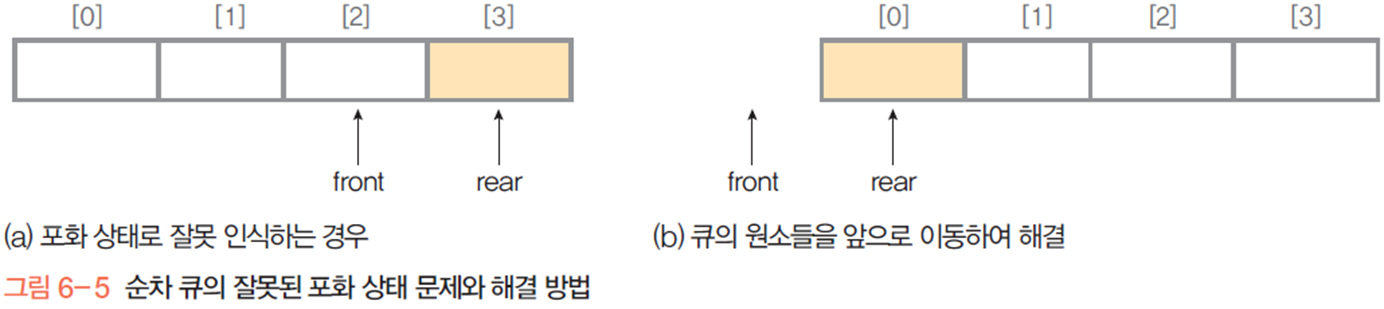 [0] [1] [2] [3]
front rear
(a) 포화 상태로 잘못 인식하는 경우
[0] [1] [2] [3]
front rear
(b) 큐의 원소들을 앞으로 이동하여 해결
그림 6-5 순차 큐의 잘못된 포화 상태 문제와 해결 방법